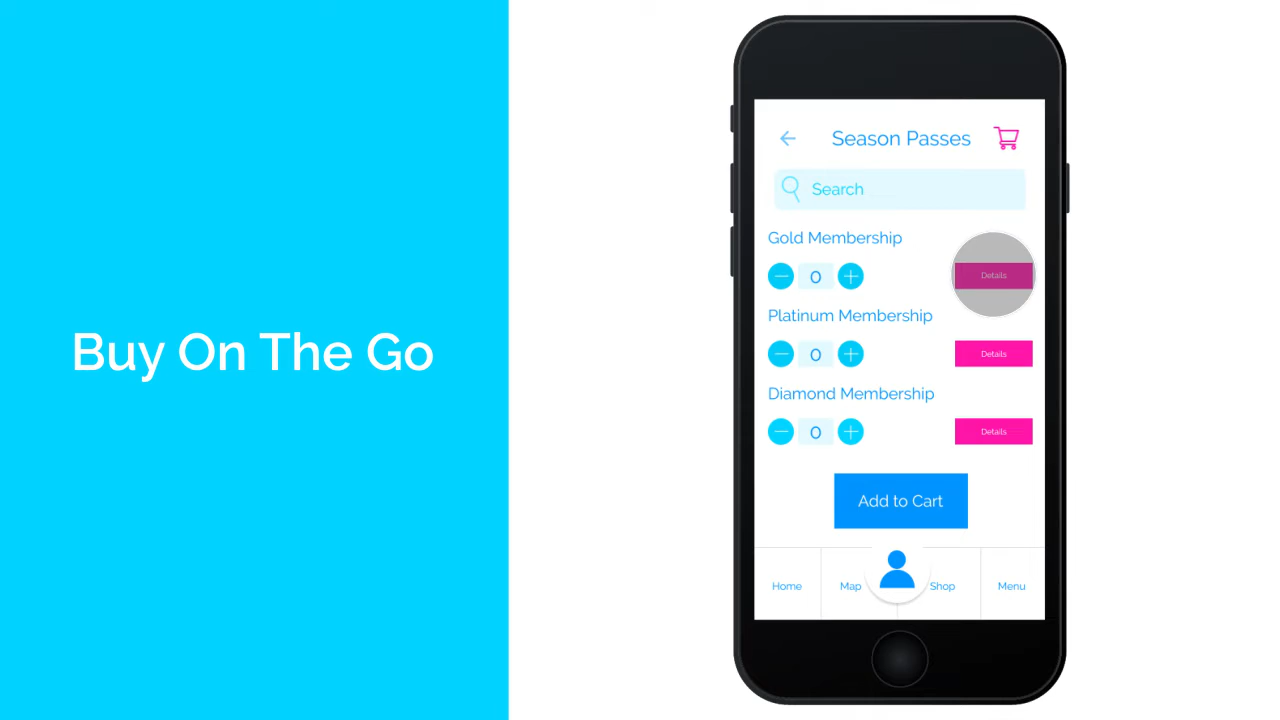 Buy On The Go
Season Passes
Search
Gold Membership
0
Details
Platinum Membership
0
Details
Diamond Membership
0
Details
Add to Cart
Home
Map
Shop
Menu